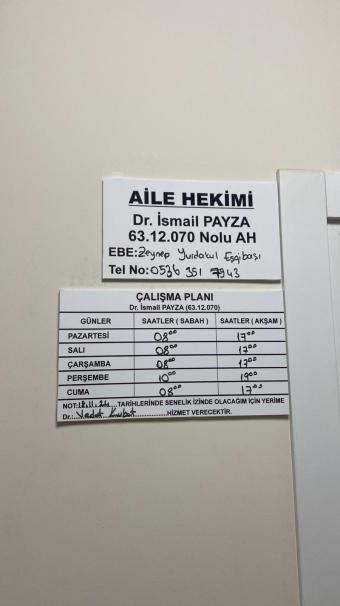 AİLE HEKİMİ
Dr. İsmail PAYZA
63.12.070 Nolu AH
EBE: Zeynep Yurdakul Eşgibaşı
Tel No: 0536 351 7943
ÇALIŞMA PLANI
Dr. İsmail PAYZA (63.12.070)
GÜNLER SAATLER ( SABAH ) SAATLER ( AKŞAM )
PAZARTESİ 08⁰⁰ 17⁰⁰
SALI 08⁰⁰ 17⁰⁰
ÇARŞAMBA 08⁰⁰ 17⁰⁰
PERŞEMBE 10⁰⁰ 19⁰⁰
CUMA 08⁰⁰ 17⁰⁰
NOT: TARİHLERİNDE SENELİK İZİNDE OLACAĞIM İÇİN YERİME
Dr.: Vedat HİZMET VERECEKTİR.